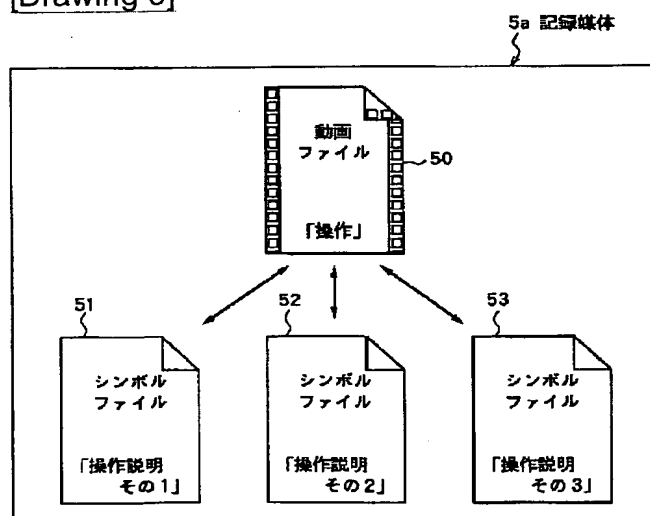 [Drawing 6]
5a 記録媒体
動画
ファイル
50
「操作」
51
52
53
シンボル
ファイル
「操作説明
その1」
シンボル
ファイル
「操作説明
その2」
シンボル
ファイル
「操作説明
その3」